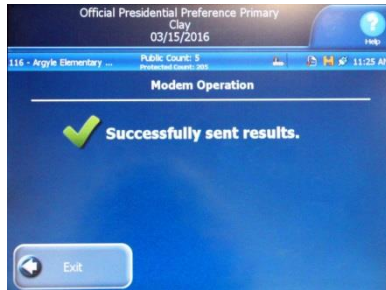 Official Presidential Preference Primary
Clay
03/15/2016
Help
116 - Argyle Elementary ...
Public Count: 5
Protected Count: 205
11:25 AM
Modem Operation
Successfully sent results.
Exit